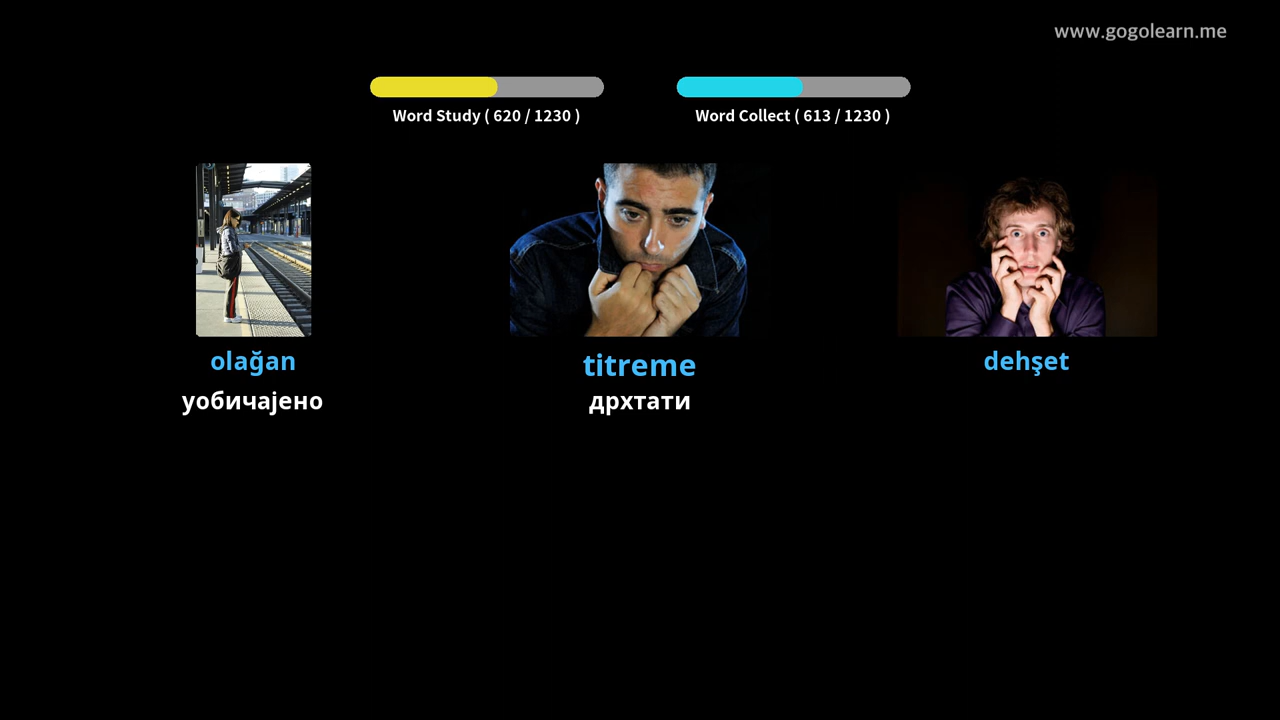 www.gogolearn.me
Word Study ( 620 / 1230 )
Word Collect ( 613 / 1230 )
olağan
titreme
dehşet
уобичајено
дрхтати